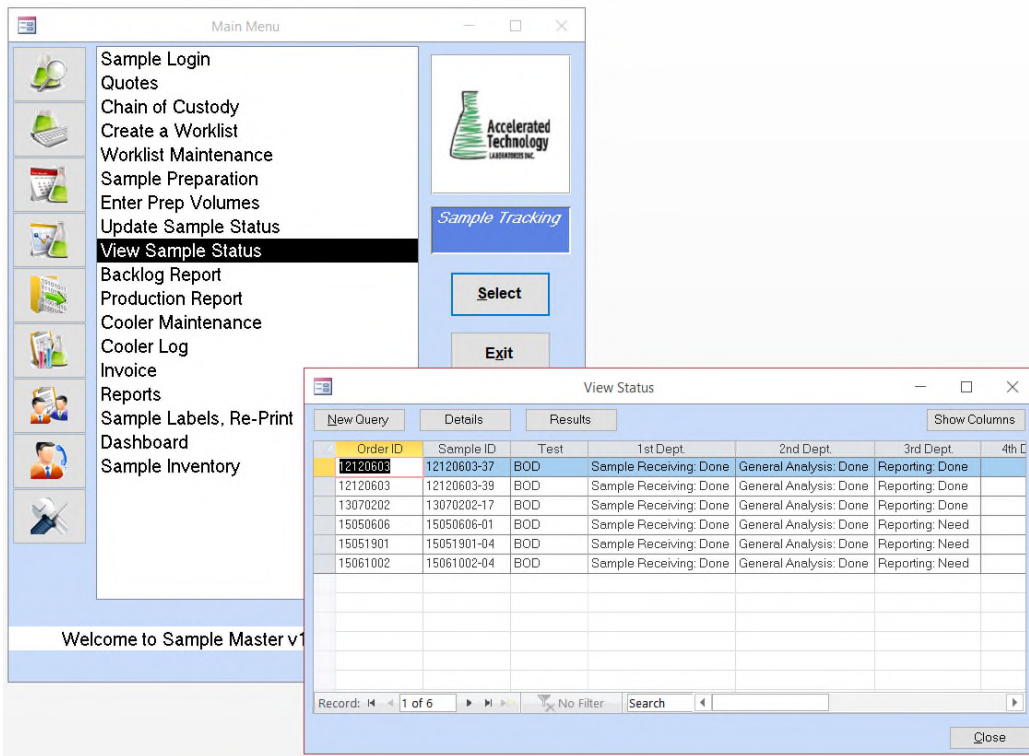 Main Menu
Sample Login
Quotes
Chain of Custody
Create a Worklist
Worklist Maintenance
Sample Preparation
Enter Prep Volumes
Update Sample Status
View Sample Status
Backlog Report
Production Report
Cooler Maintenance
Cooler Log
Invoice
Reports
Sample Labels, Re-Print
Dashboard
Sample Inventory
Accelerated
Technology
LABORATORIES INC.
Sample Tracking
Select
Exit
Welcome to Sample Master v1
View Status
New Query Details Results Show Columns
Order ID Sample ID Test 1st Dept. 2nd Dept. 3rd Dept. 4th D
12120603 12120603-37 BOD Sample Receiving: Done General Analysis: Done Reporting: Done
12120603 12120603-39 BOD Sample Receiving: Done General Analysis: Done Reporting: Done
13070202 13070202-17 BOD Sample Receiving: Done General Analysis: Done Reporting: Done
15050606 15050606-01 BOD Sample Receiving: Done General Analysis: Done Reporting: Need
15051901 15051901-04 BOD Sample Receiving: Done General Analysis: Done Reporting: Need
15061002 15061002-04 BOD Sample Receiving: Done General Analysis: Done Reporting: Need
Record: 1 of 6 No Filter Search
Close